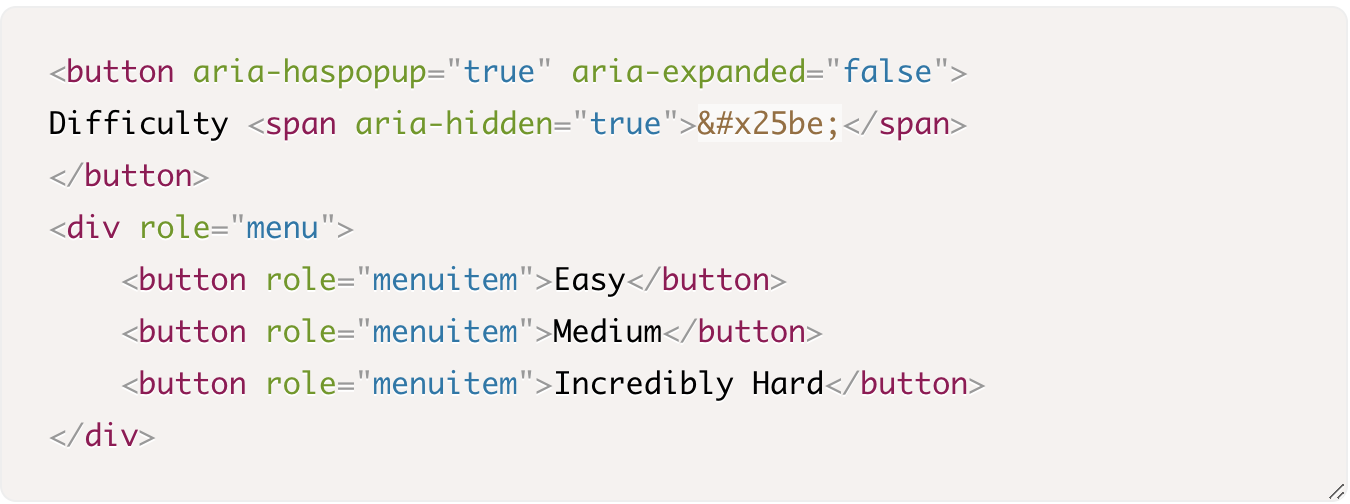 <button aria-haspopup="true" aria-expanded="false">
Difficulty <span aria-hidden="true">&#x25be;</span>
</button>
<div role="menu">
    <button role="menuitem">Easy</button>
    <button role="menuitem">Medium</button>
    <button role="menuitem">Incredibly Hard</button>
</div>